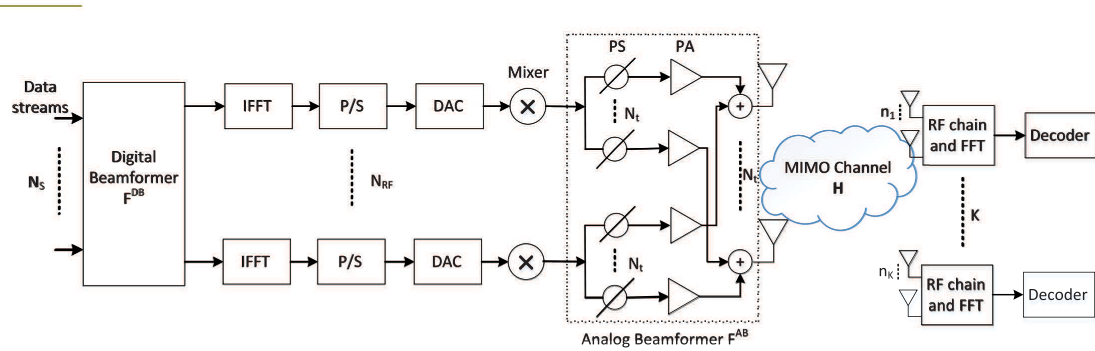 PS
PA
Mixer
Data
streams
IFFT
P/S
DAC
×
N_t
+
n_1
RF chain
and FFT
Decoder
Digital
Beamformer
F^DB
N_S
N_RF
N_t
MIMO Channel
H
K
IFFT
P/S
DAC
×
N_t
+
n_K
RF chain
and FFT
Decoder
Analog Beamformer F^AB